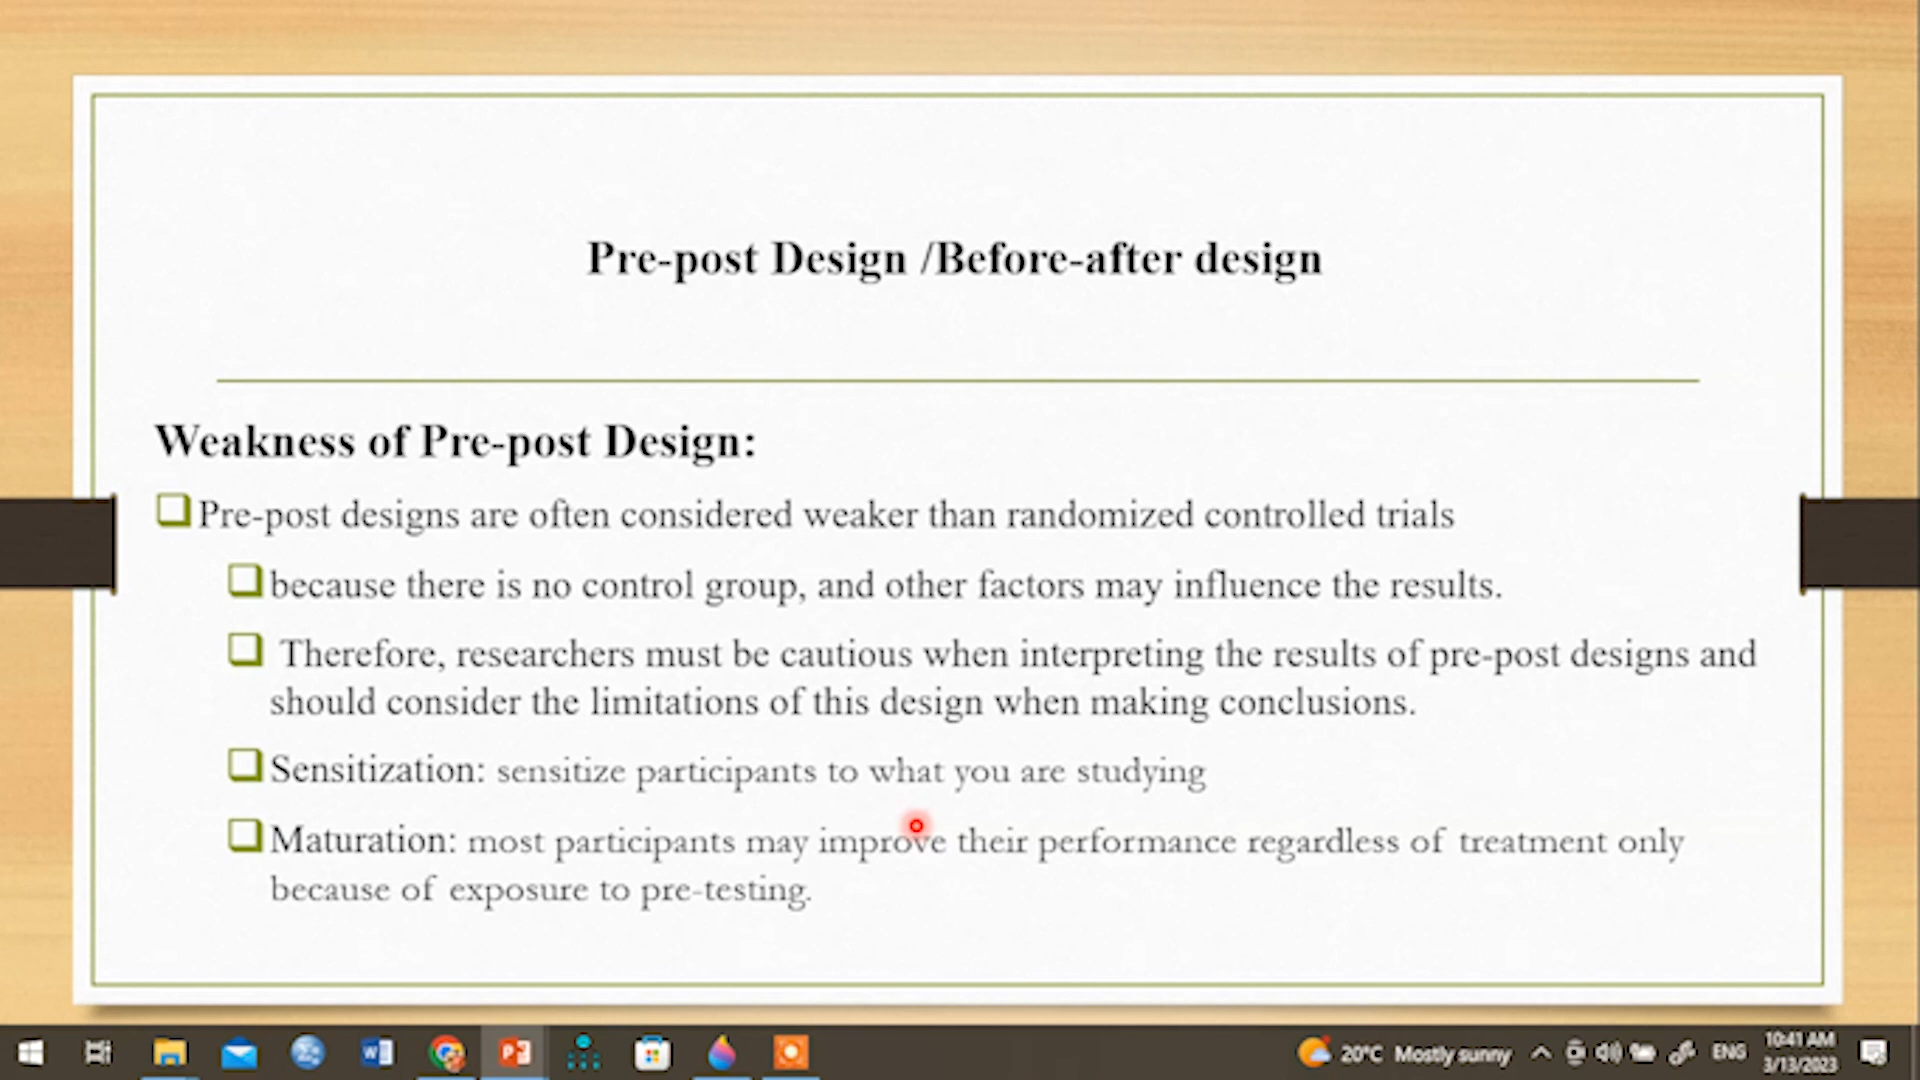 Pre-post Design /Before-after design
Weakness of Pre-post Design:
Pre-post designs are often considered weaker than randomized controlled trials
because there is no control group, and other factors may influence the results.
Therefore, researchers must be cautious when interpreting the results of pre-post designs and
should consider the limitations of this design when making conclusions.
Sensitization: sensitize participants to what you are studying
Maturation: most participants may improve their performance regardless of treatment only
because of exposure to pre-testing.
20°C Mostly sunny
ENG
10:41 AM
3/13/2023